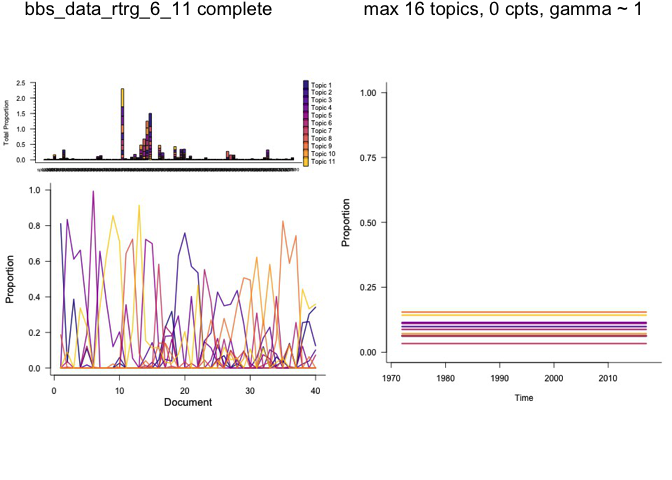 bbs_data_rtrg_6_11 complete
max 16 topics, 0 cpts, gamma ~ 1
Total Proportion
2.5
2.0
1.5
1.0
0.5
0.0
Topic 1
Topic 2
Topic 3
Topic 4
Topic 5
Topic 6
Topic 7
Topic 8
Topic 9
Topic 10
Topic 11
Proportion
1.0
0.8
0.6
0.4
0.2
0.0
0 10 20 30 40
Document
Proportion
1.00
0.75
0.50
0.25
0.00
1970 1980 1990 2000 2010
Time